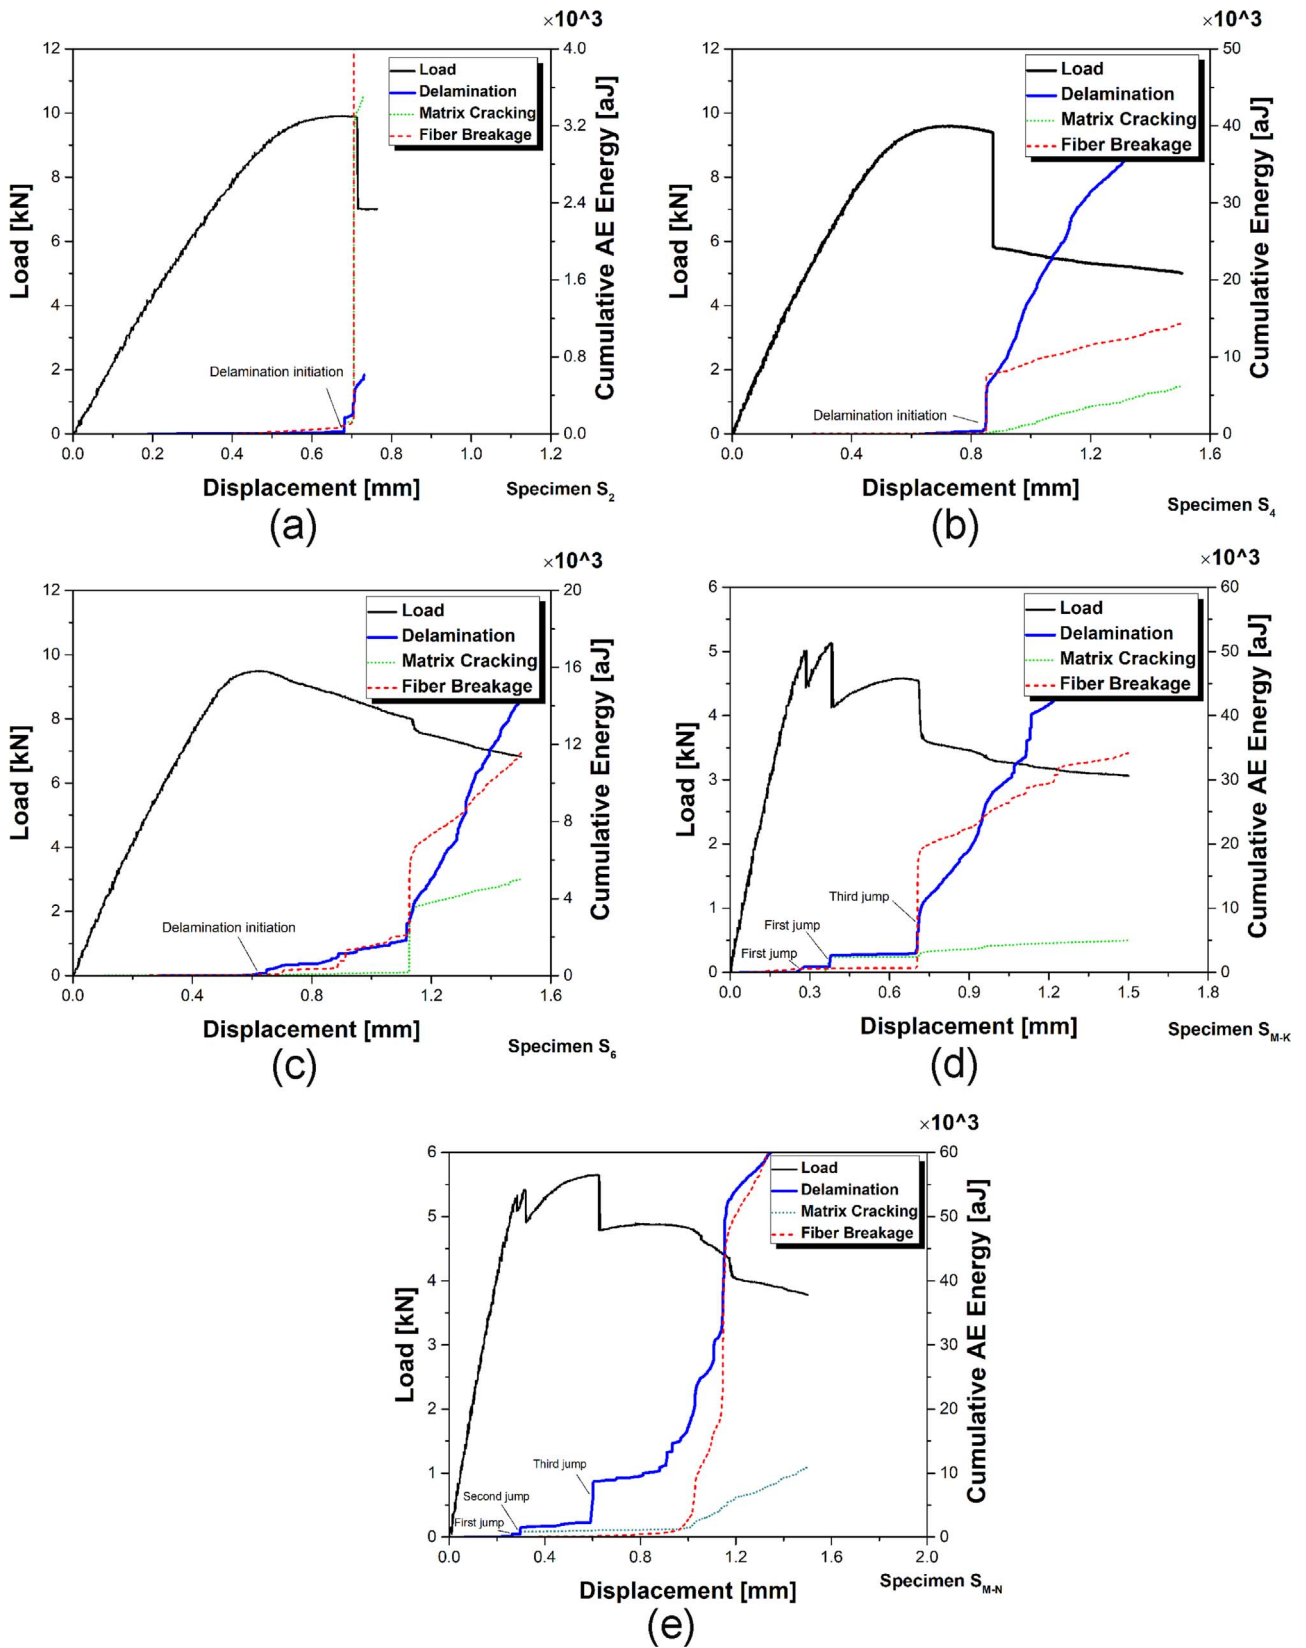 ×10^3
12
10
8
6
4
2
0
Load [kN]
Load
Delamination
Matrix Cracking
Fiber Breakage
Delamination initiation
4.0
3.2
2.4
1.6
0.8
0.0
Cumulative AE Energy [aJ]
0.0 0.2 0.4 0.6 0.8 1.0 1.2
Displacement [mm]
Specimen S2
(a)
×10^3
12
10
8
6
4
2
0
Load [kN]
Load
Delamination
Matrix Cracking
Fiber Breakage
Delamination initiation
50
40
30
20
10
0
Cumulative Energy [aJ]
0.0 0.4 0.8 1.2 1.6
Displacement [mm]
Specimen S4
(b)
×10^3
12
10
8
6
4
2
0
Load [kN]
Load
Delamination
Matrix Cracking
Fiber Breakage
Delamination initiation
20
16
12
8
4
0
Cumulative Energy [aJ]
0.0 0.4 0.8 1.2 1.6
Displacement [mm]
Specimen S6
(c)
×10^3
6
5
4
3
2
1
0
Load [kN]
Load
Delamination
Matrix Cracking
Fiber Breakage
Third jump
First jump
First jump
60
50
40
30
20
10
0
Cumulative AE Energy [aJ]
0.0 0.3 0.6 0.9 1.2 1.5 1.8
Displacement [mm]
Specimen SM-K
(d)
×10^3
6
5
4
3
2
1
0
Load [kN]
Load
Delamination
Matrix Cracking
Fiber Breakage
Third jump
Second jump
First jump
60
50
40
30
20
10
0
Cumulative AE Energy [aJ]
0.0 0.4 0.8 1.2 1.6 2.0
Displacement [mm]
Specimen SM-N
(e)